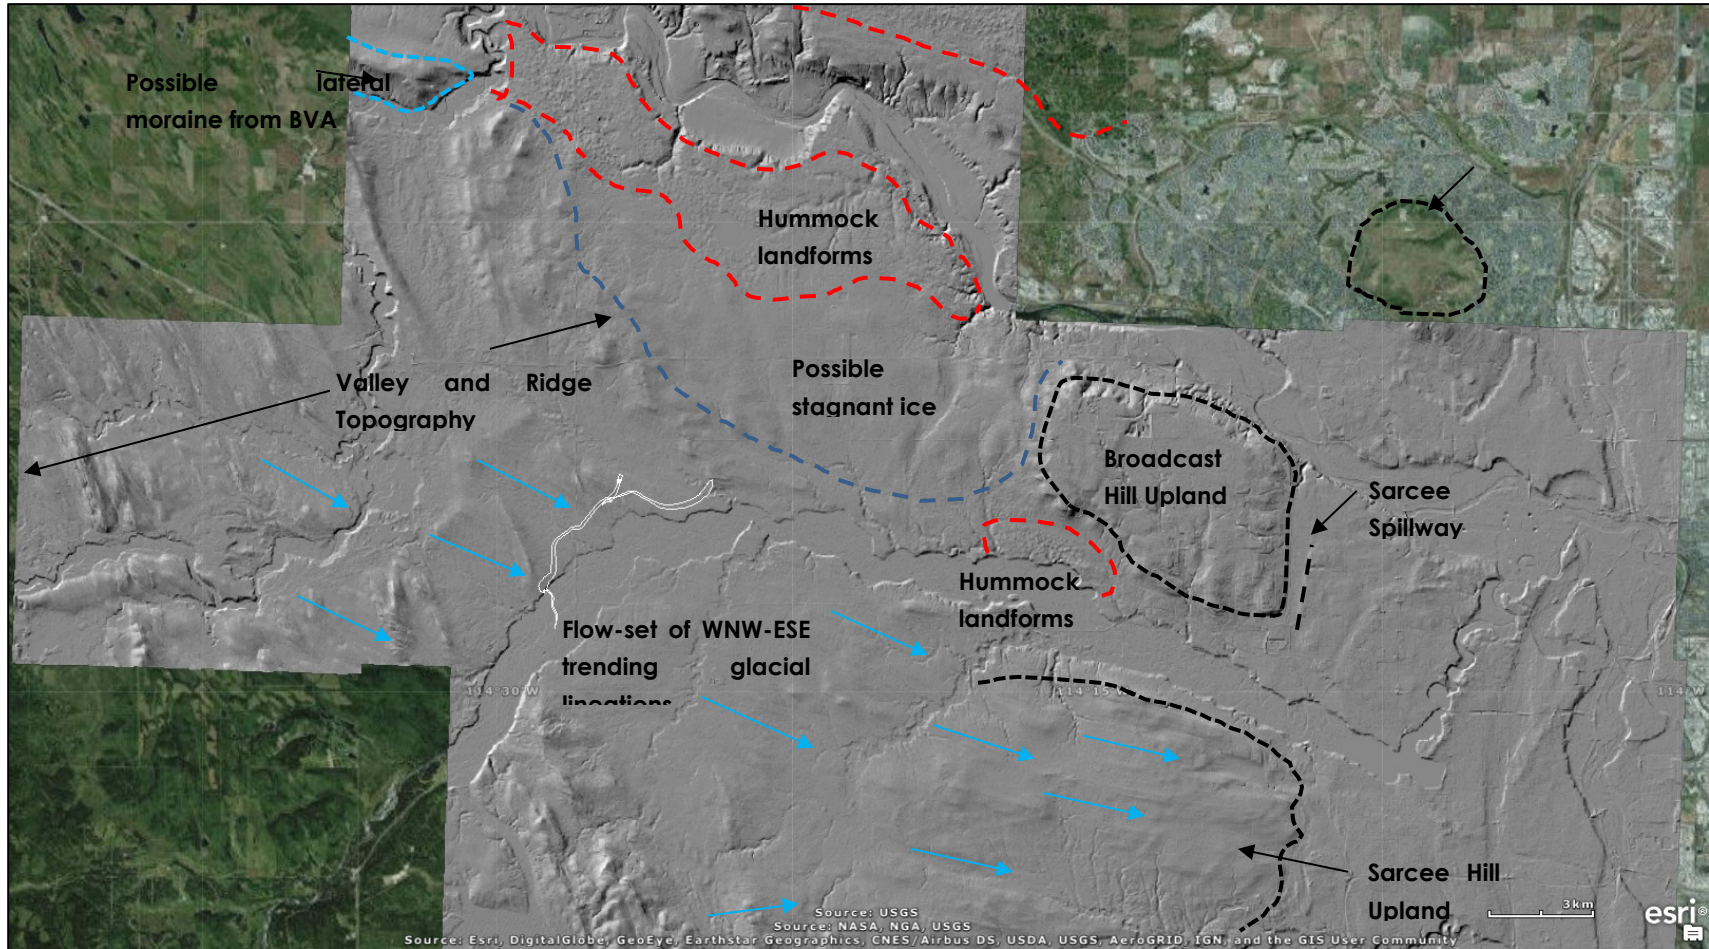 Possible lateral
moraine from BVA
Hummock
landforms
Valley and Ridge
Topography
Possible
stagnant ice
Broadcast
Hill Upland
Sarcee
Spillway
Hummock
landforms
Flow-set of WNW-ESE
trending glacial
lineations
114°30'W
114°15'W
114°W
Sarcee Hill
Upland
3km
esri
Source: USGS
Source: NASA, NGA, USGS
Source: Esri, DigitalGlobe, GeoEye, Earthstar Geographics, CNES/Airbus DS, USDA, USGS, AeroGRID, IGN, and the GIS User Community